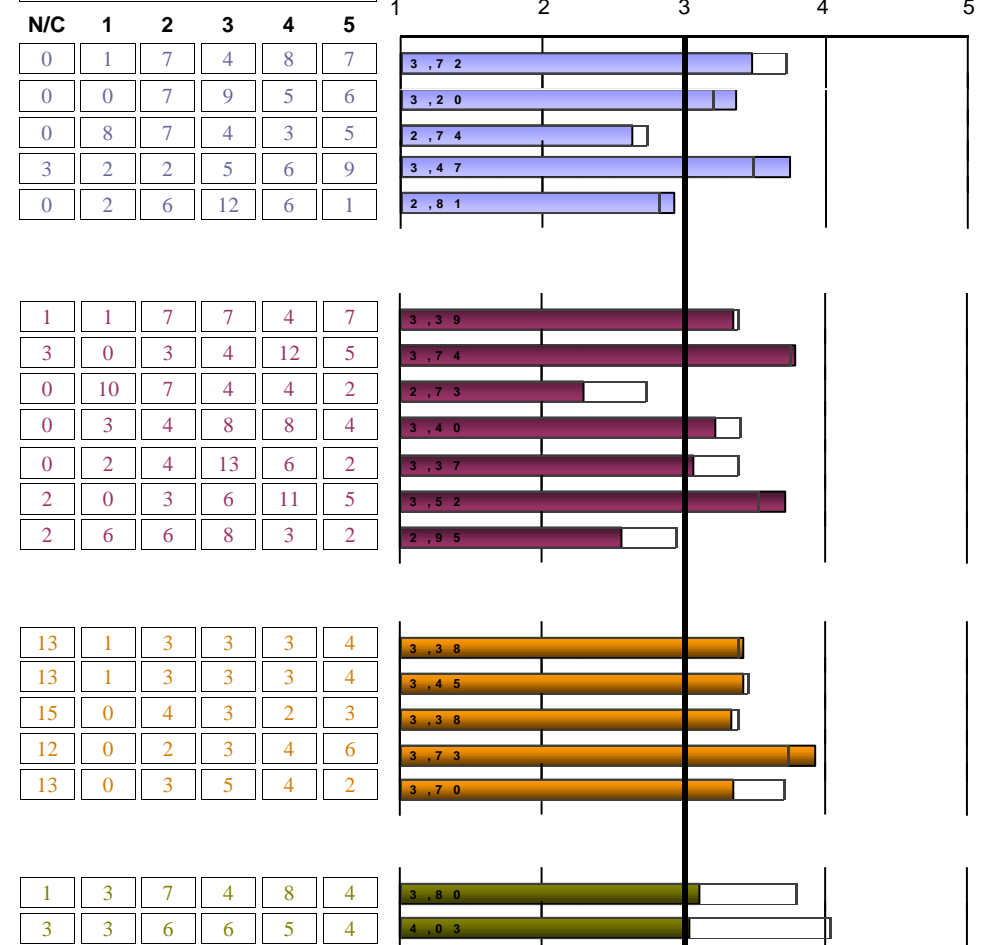 1 2 3 4 5
N/C 1 2 3 4 5
0 1 7 4 8 7 3,72
0 0 7 9 5 6 3,20
0 8 7 4 3 5 2,74
3 2 2 5 6 9 3,47
0 2 6 12 6 1 2,81
1 1 7 7 4 7 3,39
3 0 3 4 12 5 3,74
0 10 7 4 4 2 2,73
0 3 4 8 8 4 3,40
0 2 4 13 6 2 3,37
2 0 3 6 11 5 3,52
2 6 6 8 3 2 2,95
13 1 3 3 3 4 3,38
13 1 3 3 3 4 3,45
15 0 4 3 2 3 3,38
12 0 2 3 4 6 3,73
13 0 3 5 4 2 3,70
1 3 7 4 8 4 3,80
3 3 6 6 5 4 4,03